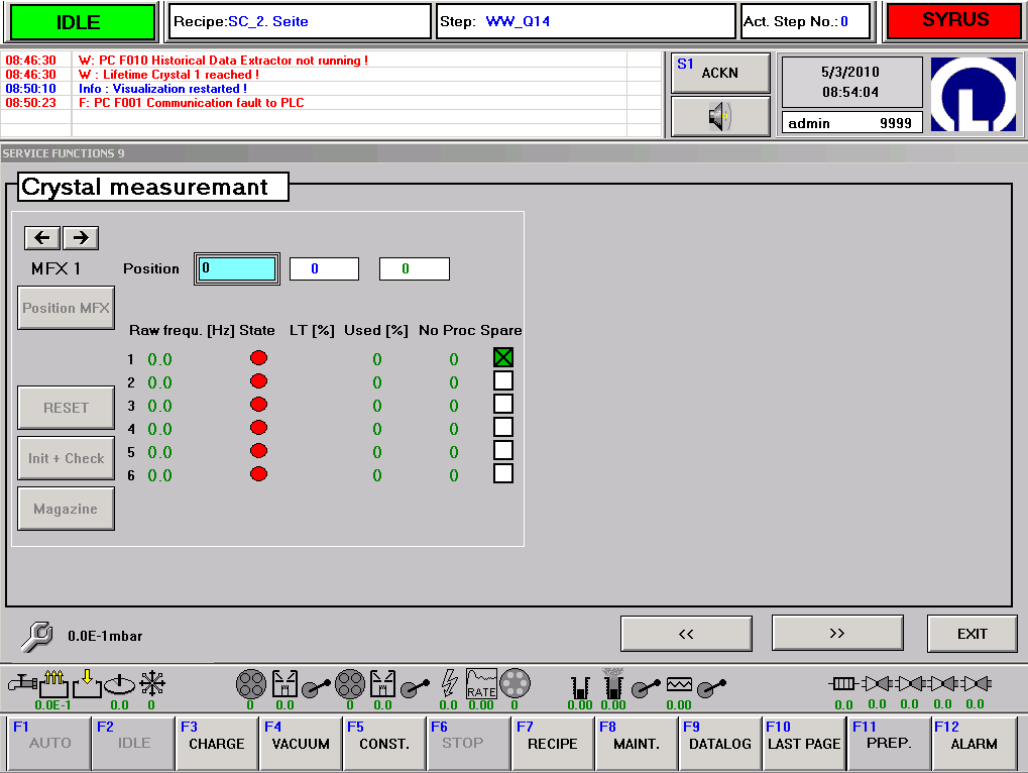 IDLE
Recipe:SC_2. Seite
Step: WW_Q14
Act. Step No.: 0
SYRUS
08:46:30 W: PC F010 Historical Data Extractor not running !
08:46:30 W : Lifetime Crystal 1 reached !
08:50:10 Info : Visualization restarted !
08:50:23 F: PC F001 Communication fault to PLC
S1 ACKN
5/3/2010
08:54:04
admin 9999
SERVICE FUNCTIONS 9
Crystal measuremant
MFX 1 Position 0 0 0
Position MFX
Raw frequ. [Hz] State LT [%] Used [%] No Proc Spare
1 0.0 0 0
2 0.0 0 0
RESET
3 0.0 0 0
4 0.0 0 0
Init + Check
5 0.0 0 0
6 0.0 0 0
Magazine
0.0E-1mbar
<<
>>
EXIT
RATE
0.0E-1 0.0 0 0 0.0 0 0.0 0.0 0.00 0 0.00 0.00 0.00 0.0 0.0 0.0 0.0 0.0
F1 AUTO
F2 IDLE
F3 CHARGE
F4 VACUUM
F5 CONST.
F6 STOP
F7 RECIPE
F8 MAINT.
F9 DATALOG
F10 LAST PAGE
F11 PREP.
F12 ALARM